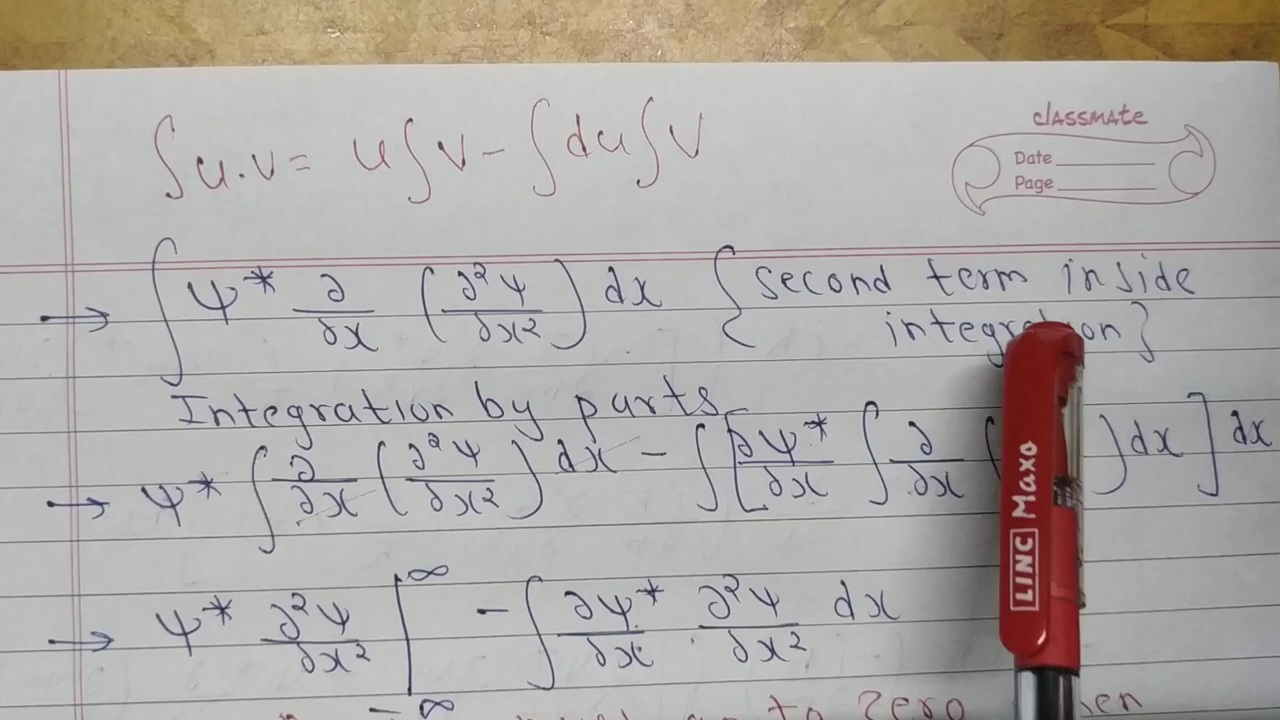 classmate
Date
Page
∫u.v = u∫v - ∫du∫v
→ ∫ψ* ∂/∂x (∂²ψ/∂x²) dx {second term inside
integration}
Integration by parts
→ ψ* ∫ ∂/∂x (∂²ψ/∂x²) dx - ∫[∂ψ*/∂x ∫ ∂/∂x ( ) dx] dx
→ ψ* ∂²ψ/∂x² |∞ -∞ - ∫ ∂ψ*/∂x ∂²ψ/∂x² dx
to zero
LINC Maxo